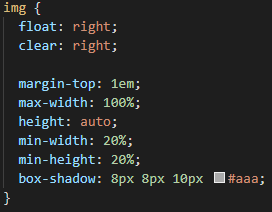 img {
  float: right;
  clear: right;

  margin-top: 1em;
  max-width: 100%;
  height: auto;
  min-width: 20%;
  min-height: 20%;
  box-shadow: 8px 8px 10px #aaa;
}